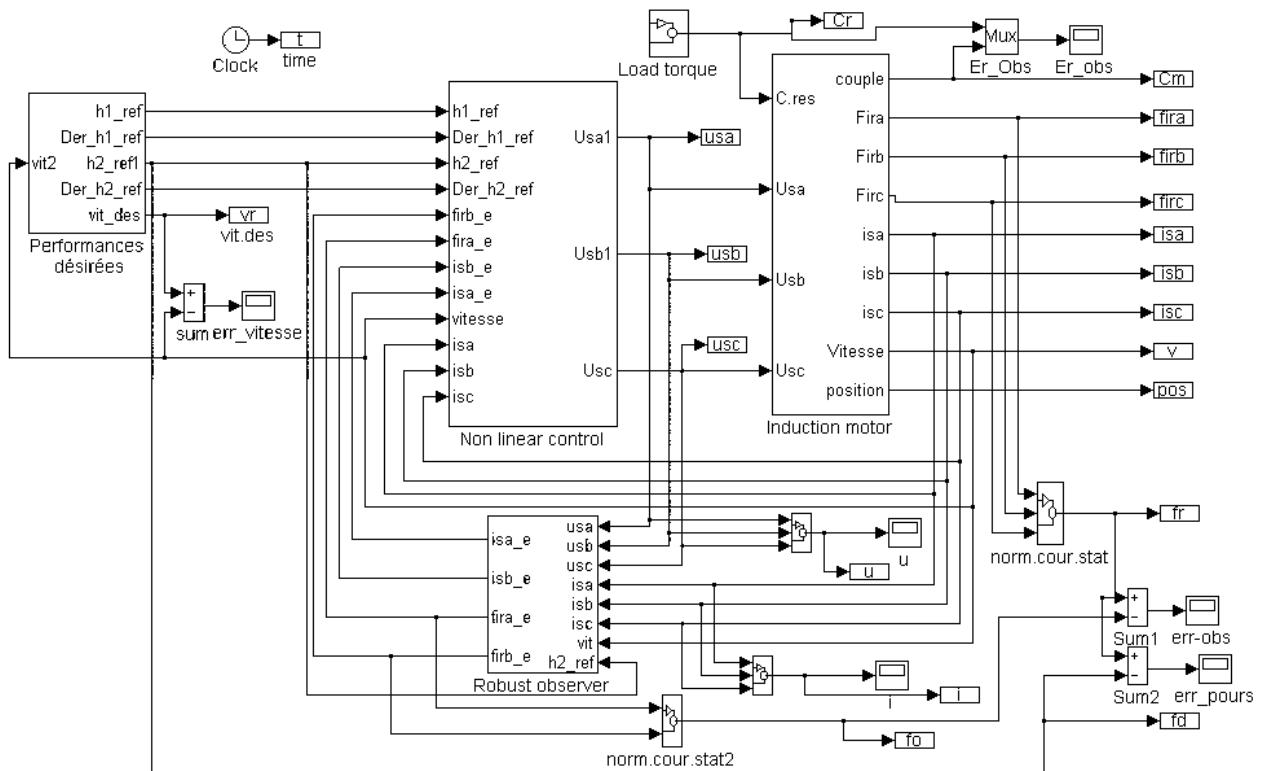 t
Clock
time
Load torque
Cr
Mux
Er_Obs
Er_obs
h1_ref
Der_h1_ref
vit2
h2_ref1
Der_h2_ref
vit_des
Performances
désirées
vr
vit.des
+
−
sum
err_vitesse
h1_ref
Der_h1_ref
h2_ref
Der_h2_ref
firb_e
fira_e
isb_e
isa_e
vitesse
isa
isb
isc
Usa1
Usb1
Usc
Non linear control
usa
usb
usc
C.res
Usa
Usb
Usc
couple
Fira
Firb
Firc
isa
isb
isc
Vitesse
position
Induction motor
Cm
fira
firb
firc
isa
isb
isc
v
pos
isa_e
isb_e
fira_e
firb_e
usa
usb
usc
isa
isb
isc
vit
h2_ref
Robust observer
u
u
norm.cour.stat
fr
+
−
Sum1
err-obs
+
−
Sum2
err_pours
i
i
norm.cour.stat2
fo
fd